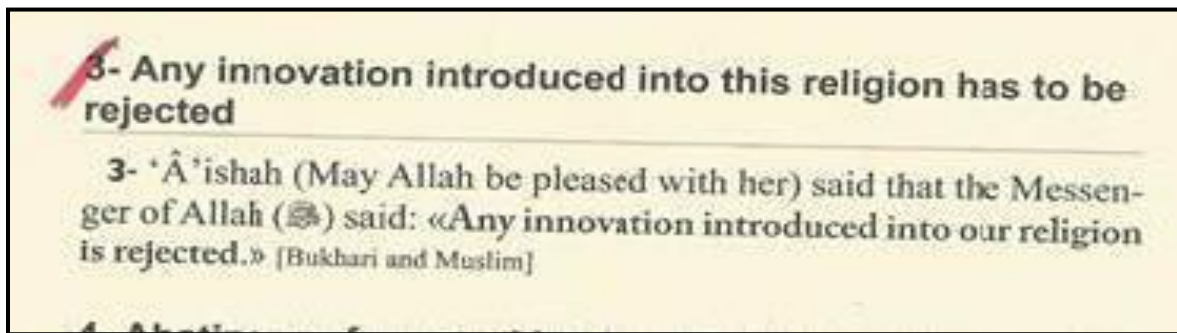 3- Any innovation introduced into this religion has to be
rejected
3- ‘Â’ishah (May Allah be pleased with her) said that the Messen-
ger of Allah (ﷺ) said: «Any innovation introduced into our religion
is rejected.» [Bukhari and Muslim]